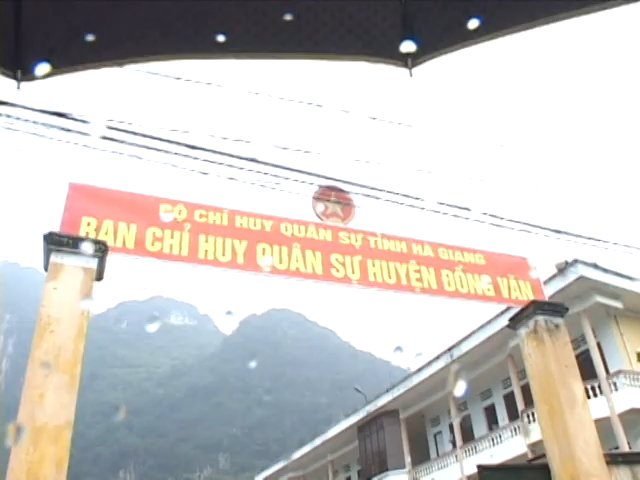 BỘ CHỈ HUY QUÂN SỰ TỈNH HÀ GIANG
BAN CHỈ HUY QUÂN SỰ HUYỆN ĐỒNG VĂN